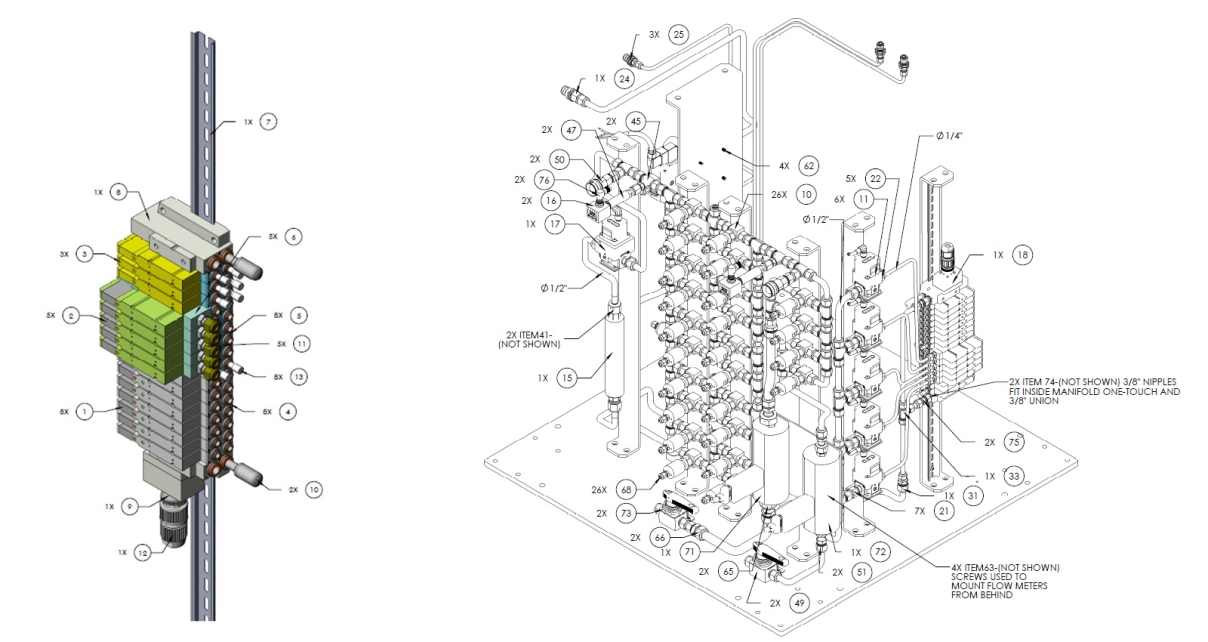 1X 7
1X 8
3X 3
5X 6
5X 2
8X 5
5X 11
8X 13
8X 1
8X 4
2X 10
1X 9
1X 12
3X 25
1X 24
2X 45
2X 47
2X 50
2X 76
2X 16
1X 17
Ø1/2"
2X ITEM41-
(NOT SHOWN)
1X 15
4X 62
26X 10
Ø1/4"
5X 22
6X 11
Ø1/2"
1X 18
2X ITEM 74-(NOT SHOWN) 3/8" NIPPLES
FIT INSIDE MANIFOLD ONE-TOUCH AND
3/8" UNION
2X 75
1X 33
1X 31
7X 21
26X 68
2X 73
2X 66
1X 71
1X 72
2X 65
2X 51
2X 49
4X ITEM63-(NOT SHOWN)
SCREWS USED TO
MOUNT FLOW METERS
FROM BEHIND